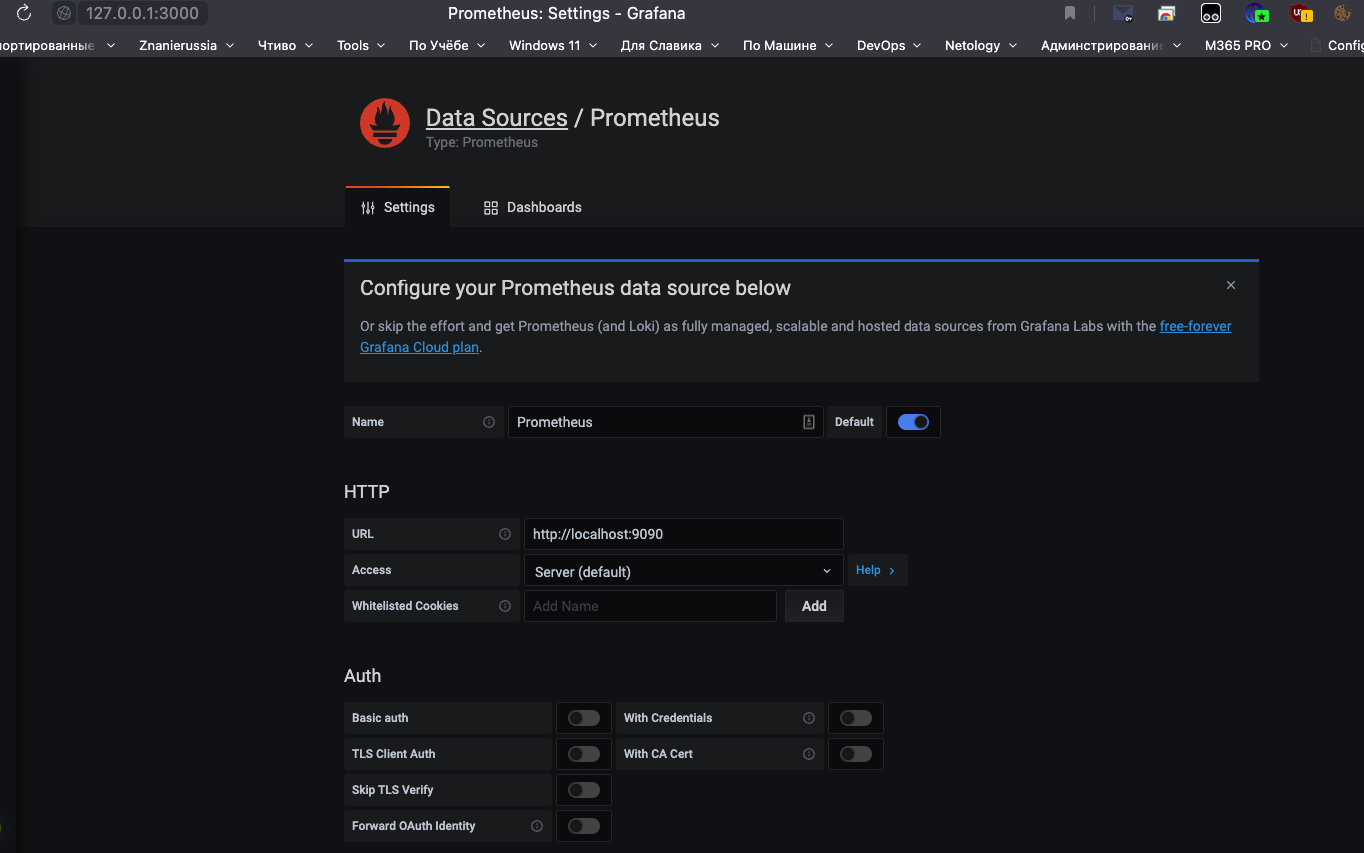 127.0.0.1:3000 Prometheus: Settings - Grafana
портированные Znanierussia Чтиво Tools По Учёбе Windows 11 Для Славика По Машине DevOps Netology Админстрировани M365 PRO Config
Data Sources / Prometheus
Type: Prometheus
Settings Dashboards
Configure your Prometheus data source below
Or skip the effort and get Prometheus (and Loki) as fully managed, scalable and hosted data sources from Grafana Labs with the free-forever
Grafana Cloud plan.
Name Prometheus Default
HTTP
URL http://localhost:9090
Access Server (default) Help
Whitelisted Cookies Add Name Add
Auth
Basic auth With Credentials
TLS Client Auth With CA Cert
Skip TLS Verify
Forward OAuth Identity